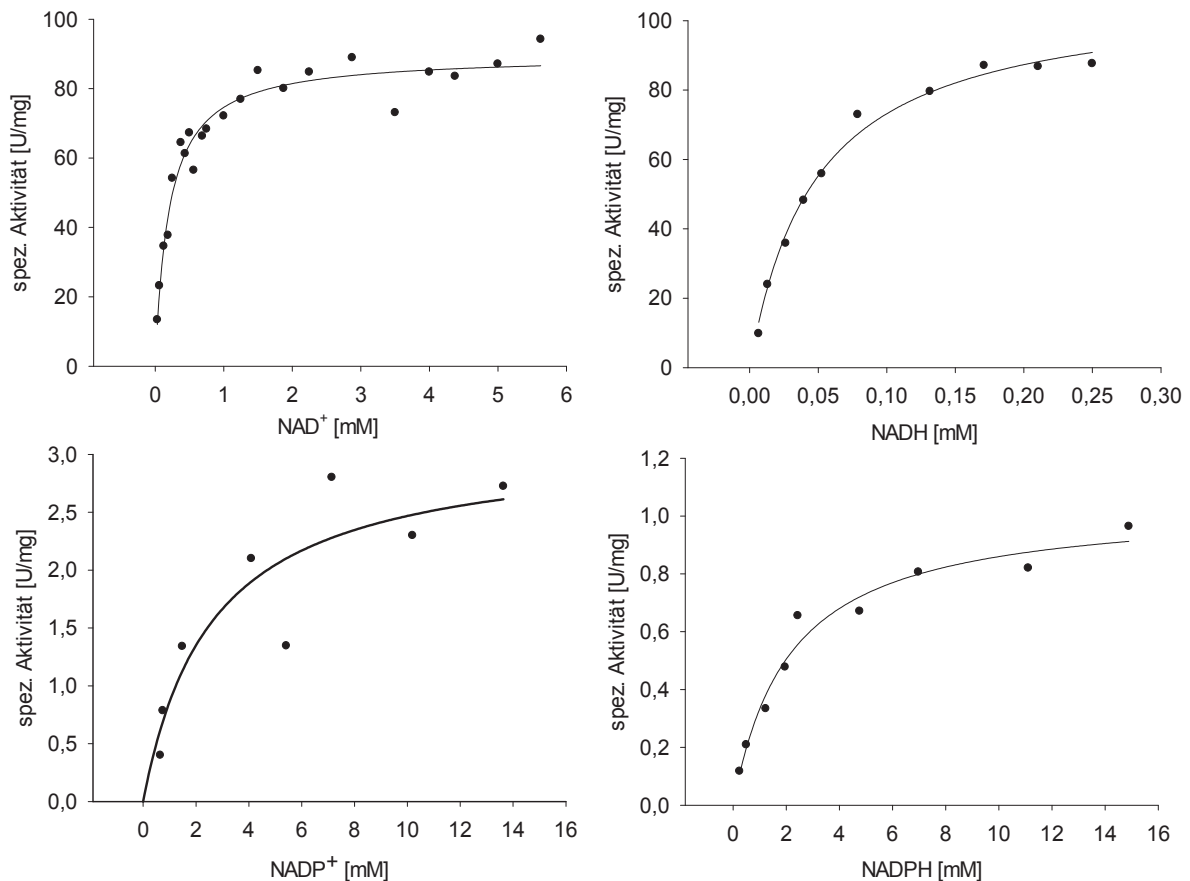 100
80
60
40
20
0
spez. Aktivität [U/mg]
0 1 2 3 4 5 6
NAD⁺ [mM]
100
80
60
40
20
0
spez. Aktivität [U/mg]
0,00 0,05 0,10 0,15 0,20 0,25 0,30
NADH [mM]
3,0
2,5
2,0
1,5
1,0
0,5
0,0
spez. Aktivität [U/mg]
0 2 4 6 8 10 12 14 16
NADP⁺ [mM]
1,2
1,0
0,8
0,6
0,4
0,2
0,0
spez. Aktivität [U/mg]
0 2 4 6 8 10 12 14 16
NADPH [mM]